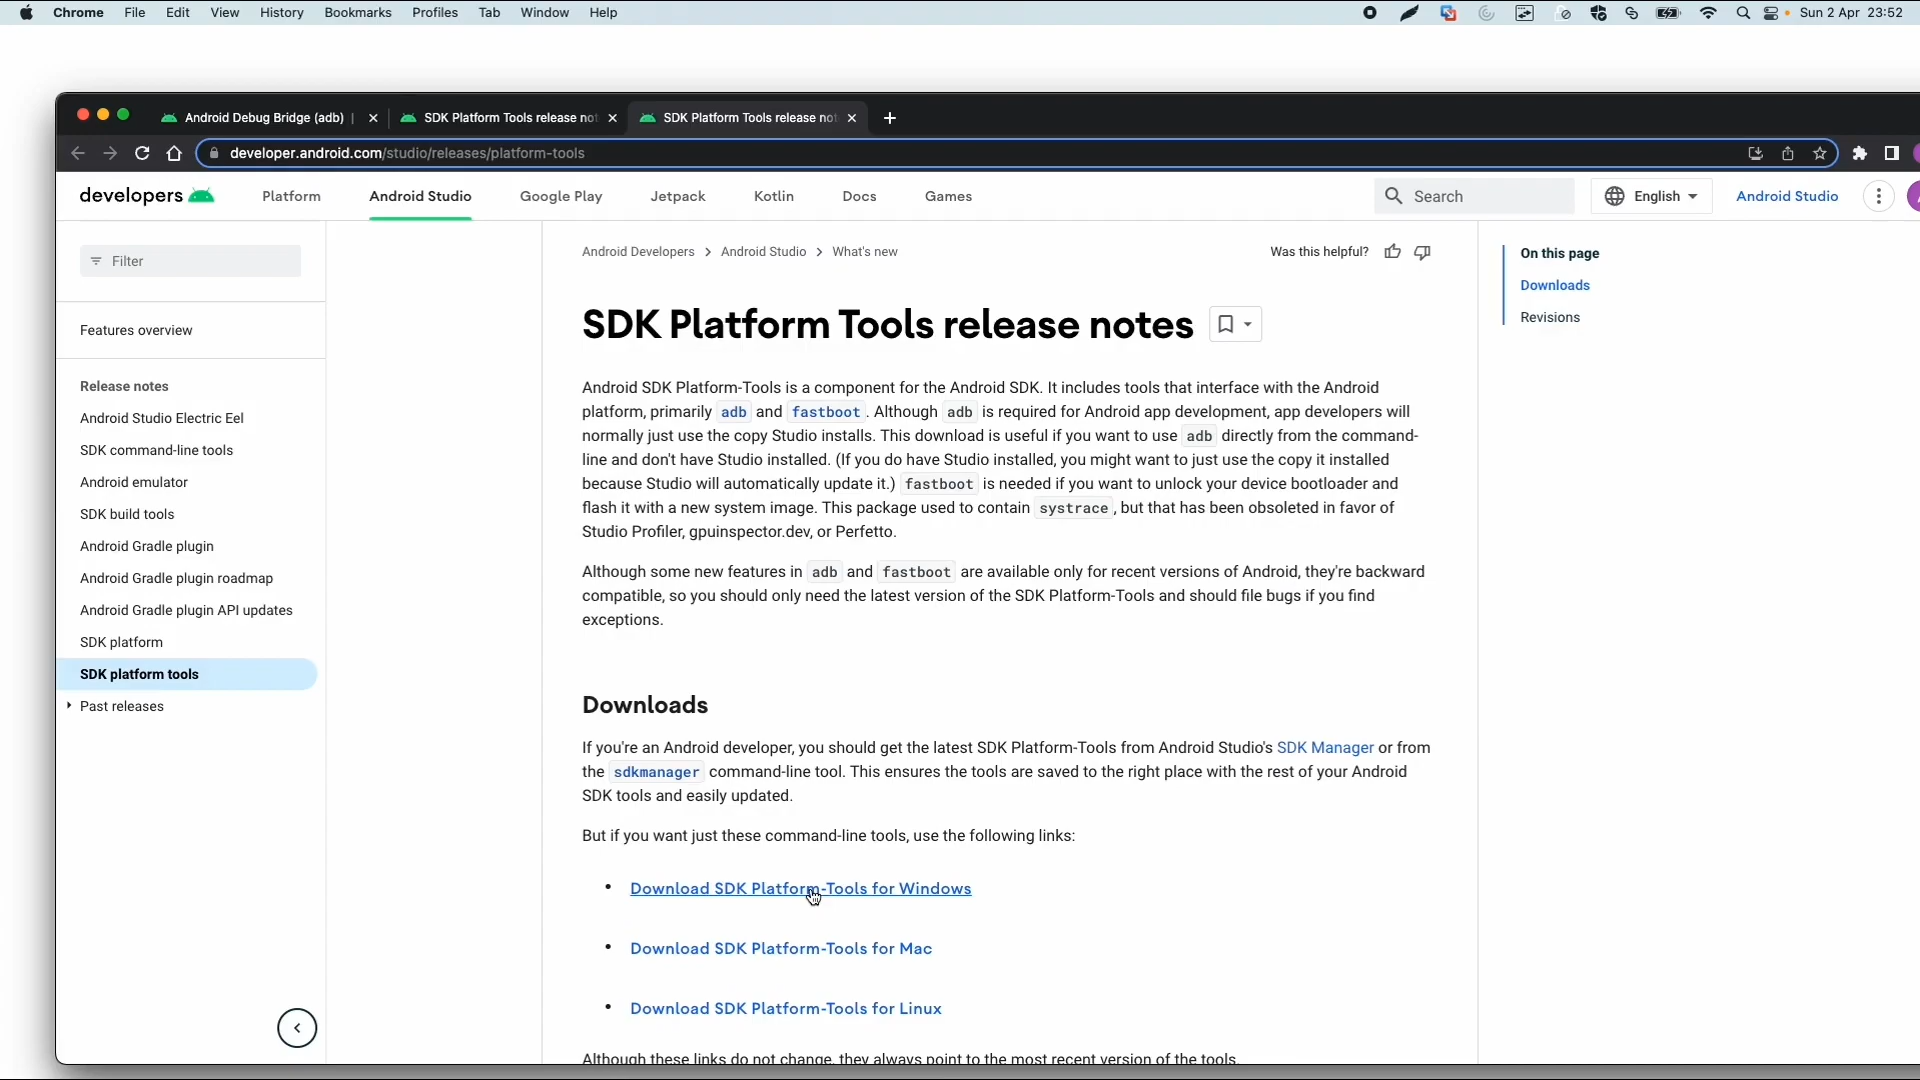 Chrome File Edit View History Bookmarks Profiles Tab Window Help Sun 2 Apr 23:52
Android Debug Bridge (adb) | SDK Platform Tools release not SDK Platform Tools release not
developer.android.com/studio/releases/platform-tools
developers Platform Android Studio Google Play Jetpack Kotlin Docs Games Search English Android Studio
Filter
Features overview
Release notes
Android Studio Electric Eel
SDK command-line tools
Android emulator
SDK build tools
Android Gradle plugin
Android Gradle plugin roadmap
Android Gradle plugin API updates
SDK platform
SDK platform tools
Past releases
Android Developers > Android Studio > What's new Was this helpful?
SDK Platform Tools release notes
Android SDK Platform-Tools is a component for the Android SDK. It includes tools that interface with the Android
platform, primarily adb and fastboot. Although adb is required for Android app development, app developers will
normally just use the copy Studio installs. This download is useful if you want to use adb directly from the command-
line and don't have Studio installed. (If you do have Studio installed, you might want to just use the copy it installed
because Studio will automatically update it.) fastboot is needed if you want to unlock your device bootloader and
flash it with a new system image. This package used to contain systrace, but that has been obsoleted in favor of
Studio Profiler, gpuinspector.dev, or Perfetto.
Although some new features in adb and fastboot are available only for recent versions of Android, they're backward
compatible, so you should only need the latest version of the SDK Platform-Tools and should file bugs if you find
exceptions.
Downloads
If you're an Android developer, you should get the latest SDK Platform-Tools from Android Studio's SDK Manager or from
the sdkmanager command-line tool. This ensures the tools are saved to the right place with the rest of your Android
SDK tools and easily updated.
But if you want just these command-line tools, use the following links:
• Download SDK Platform-Tools for Windows
• Download SDK Platform-Tools for Mac
• Download SDK Platform-Tools for Linux
Although these links do not change, they always point to the most recent version of the tools.
On this page
Downloads
Revisions